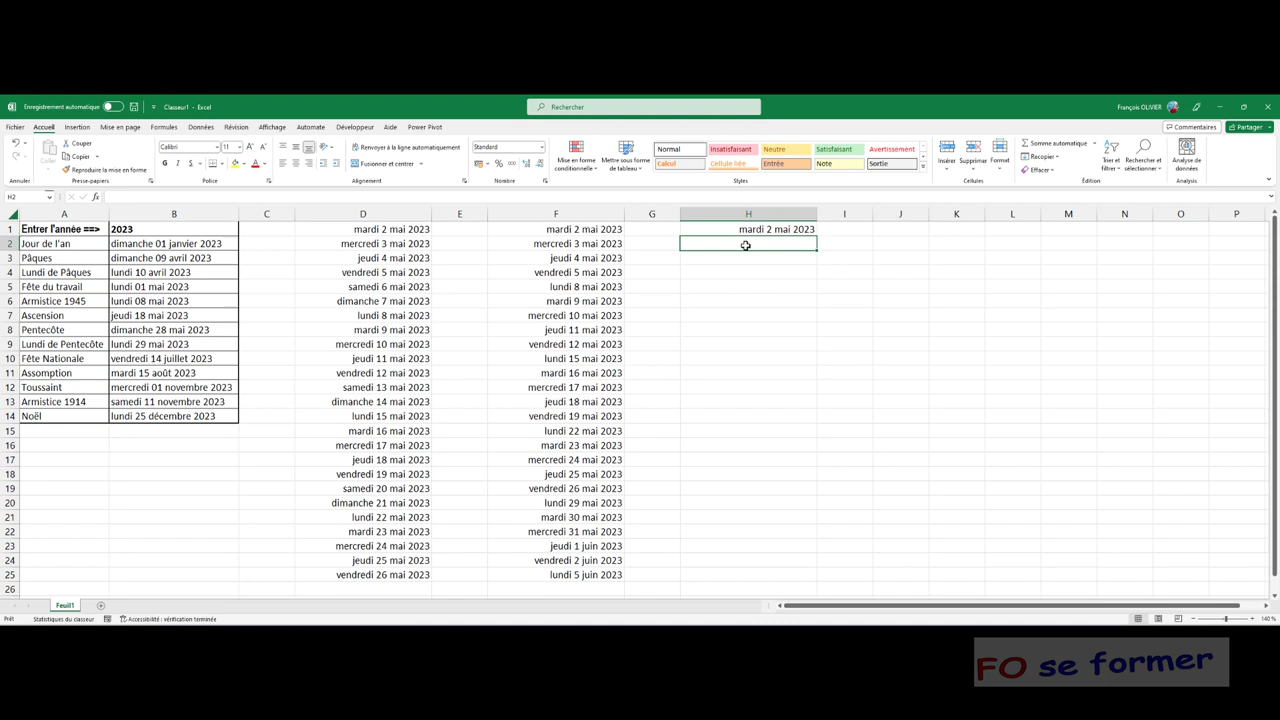 Enregistrement automatique Classeur1 - Excel Rechercher François OLIVIER
Fichier Accueil Insertion Mise en page Formules Données Révision Affichage Automate Développeur Aide Power Pivot Commentaires Partager
Couper Calibri 11 Renvoyer à la ligne automatiquement Standard Normal Insatisfaisant Neutre Satisfaisant Avertissement Somme automatique
Coller Copier Mise en forme conditionnelle Mettre sous forme de tableau Insérer Supprimer Format Recopier Trier et filtrer Rechercher et sélectionner Analyse de données
Reproduire la mise en forme G I S Fusionner et centrer % 000 Calcul Cellule liée Entrée Note Sortie Effacer
Annuler Presse-papiers Police Alignement Nombre Styles Cellules Édition Analyse
H2 fx
A B C D E F G H I J K L M N O P
1 Entrer l'année ==> 2023 mardi 2 mai 2023 mardi 2 mai 2023 mardi 2 mai 2023
2 Jour de l'an dimanche 01 janvier 2023 mercredi 3 mai 2023 mercredi 3 mai 2023
3 Pâques dimanche 09 avril 2023 jeudi 4 mai 2023 jeudi 4 mai 2023
4 Lundi de Pâques lundi 10 avril 2023 vendredi 5 mai 2023 vendredi 5 mai 2023
5 Fête du travail lundi 01 mai 2023 samedi 6 mai 2023 lundi 8 mai 2023
6 Armistice 1945 lundi 08 mai 2023 dimanche 7 mai 2023 mardi 9 mai 2023
7 Ascension jeudi 18 mai 2023 lundi 8 mai 2023 mercredi 10 mai 2023
8 Pentecôte dimanche 28 mai 2023 mardi 9 mai 2023 jeudi 11 mai 2023
9 Lundi de Pentecôte lundi 29 mai 2023 mercredi 10 mai 2023 vendredi 12 mai 2023
10 Fête Nationale vendredi 14 juillet 2023 jeudi 11 mai 2023 lundi 15 mai 2023
11 Assomption mardi 15 août 2023 vendredi 12 mai 2023 mardi 16 mai 2023
12 Toussaint mercredi 01 novembre 2023 samedi 13 mai 2023 mercredi 17 mai 2023
13 Armistice 1914 samedi 11 novembre 2023 dimanche 14 mai 2023 jeudi 18 mai 2023
14 Noël lundi 25 décembre 2023 lundi 15 mai 2023 vendredi 19 mai 2023
15 mardi 16 mai 2023 lundi 22 mai 2023
16 mercredi 17 mai 2023 mardi 23 mai 2023
17 jeudi 18 mai 2023 mercredi 24 mai 2023
18 vendredi 19 mai 2023 jeudi 25 mai 2023
19 samedi 20 mai 2023 vendredi 26 mai 2023
20 dimanche 21 mai 2023 lundi 29 mai 2023
21 lundi 22 mai 2023 mardi 30 mai 2023
22 mardi 23 mai 2023 mercredi 31 mai 2023
23 mercredi 24 mai 2023 jeudi 1 juin 2023
24 jeudi 25 mai 2023 vendredi 2 juin 2023
25 vendredi 26 mai 2023 lundi 5 juin 2023
26
Feuil1
Prêt Statistiques du classeur Accessibilité : vérification terminée 140 %
FO se former